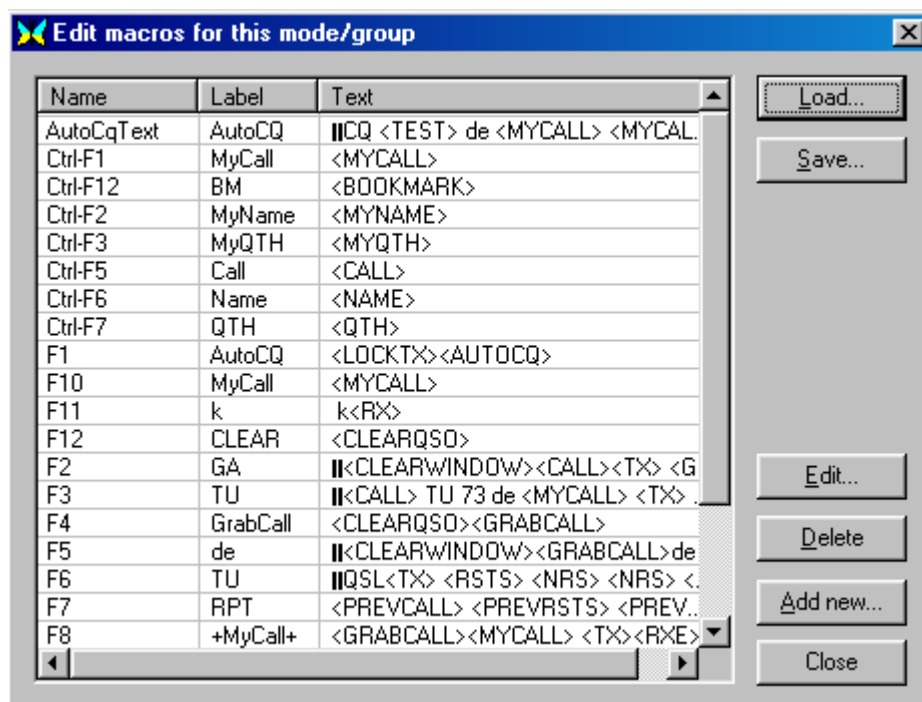 Edit macros for this mode/group
Name Label Text
AutoCqText AutoCQ ||CQ <TEST> de <MYCALL> <MYCAL...
Ctrl-F1 MyCall <MYCALL>
Ctrl-F12 BM <BOOKMARK>
Ctrl-F2 MyName <MYNAME>
Ctrl-F3 MyQTH <MYQTH>
Ctrl-F5 Call <CALL>
Ctrl-F6 Name <NAME>
Ctrl-F7 QTH <QTH>
F1 AutoCQ <LOCKTX><AUTOCQ>
F10 MyCall <MYCALL>
F11 k k<RX>
F12 CLEAR <CLEARQSO>
F2 GA ||<CLEARWINDOW><CALL><TX> <G
F3 TU ||<CALL> TU 73 de <MYCALL> <TX> ...
F4 GrabCall <CLEARQSO><GRABCALL>
F5 de ||<CLEARWINDOW><GRABCALL>de
F6 TU ||QSL<TX> <RSTS> <NRS> <NRS> <...
F7 RPT <PREVCALL> <PREVRSTS> <PREV...
F8 +MyCall+ <GRABCALL><MYCALL> <TX><RXE>
Load...
Save...
Edit...
Delete
Add new...
Close